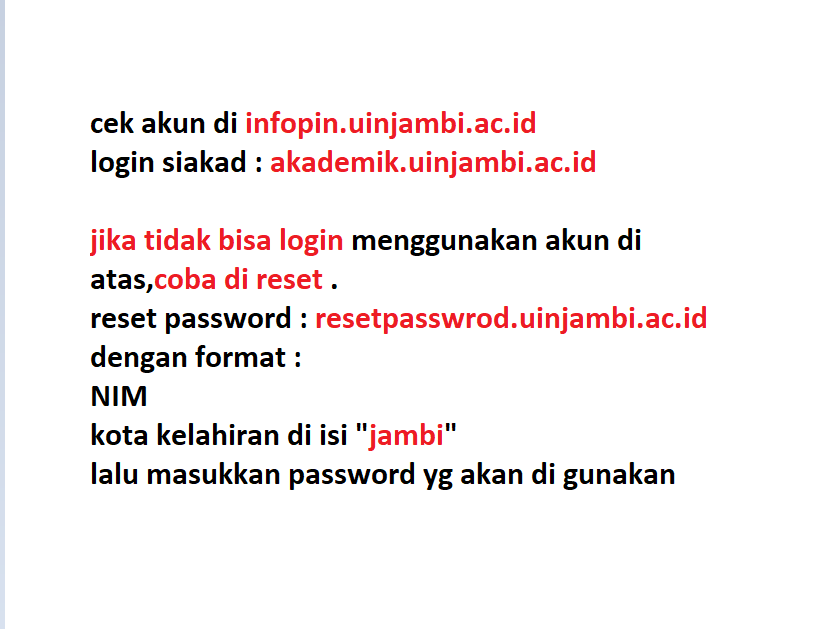 cek akun di infopin.uinjambi.ac.id
login siakad : akademik.uinjambi.ac.id
jika tidak bisa login menggunakan akun di
atas,coba di reset .
reset password : resetpasswrod.uinjambi.ac.id
dengan format :
NIM
kota kelahiran di isi "jambi"
lalu masukkan password yg akan di gunakan